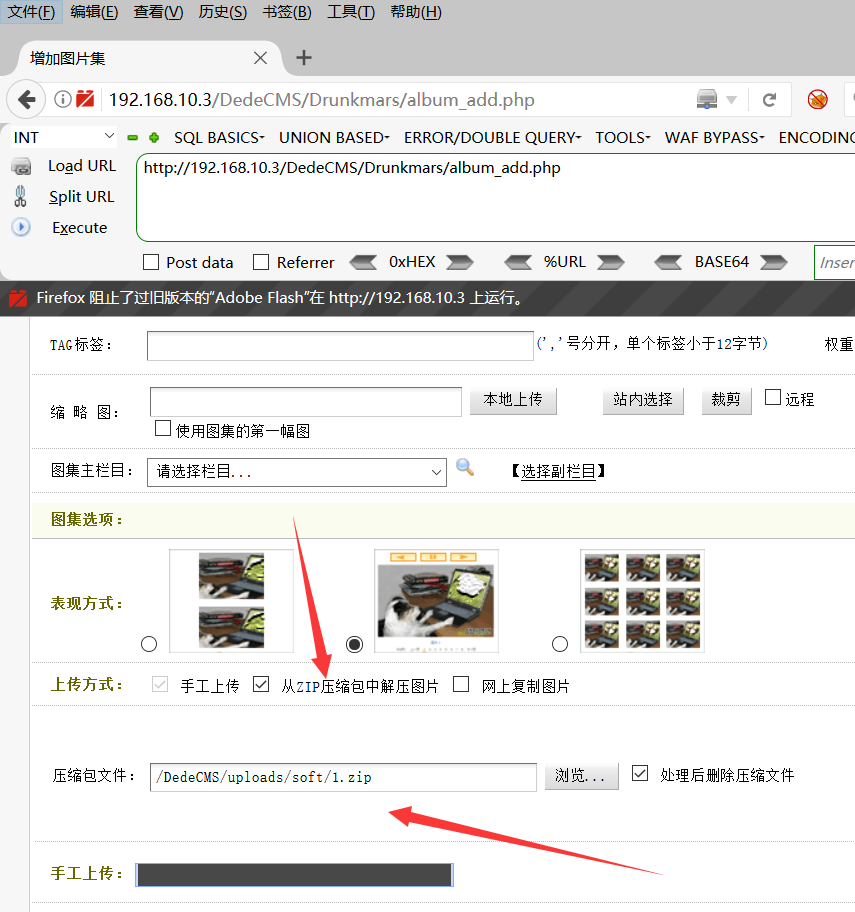 文件(F) 编辑(E) 查看(V) 历史(S) 书签(B) 工具(T) 帮助(H)
增加图片集
192.168.10.3/DedeCMS/Drunkmars/album_add.php
INT SQL BASICS- UNION BASED- ERROR/DOUBLE QUERY- TOOLS- WAF BYPASS- ENCODING
Load URL http://192.168.10.3/DedeCMS/Drunkmars/album_add.php
Split URL
Execute
Post data Referrer 0xHEX %URL BASE64 Inser
Firefox 阻止了过旧版本的“Adobe Flash”在 http://192.168.10.3 上运行。
TAG标签： (','号分开，单个标签小于12字节) 权重
缩 略 图： 本地上传 站内选择 裁剪 远程
使用图集的第一幅图
图集主栏目： 请选择栏目... 【选择副栏目】
图集选项：
表现方式：
上传方式： 手工上传 从ZIP压缩包中解压图片 网上复制图片
压缩包文件： /DedeCMS/uploads/soft/1.zip 浏览... 处理后删除压缩文件
手工上传：